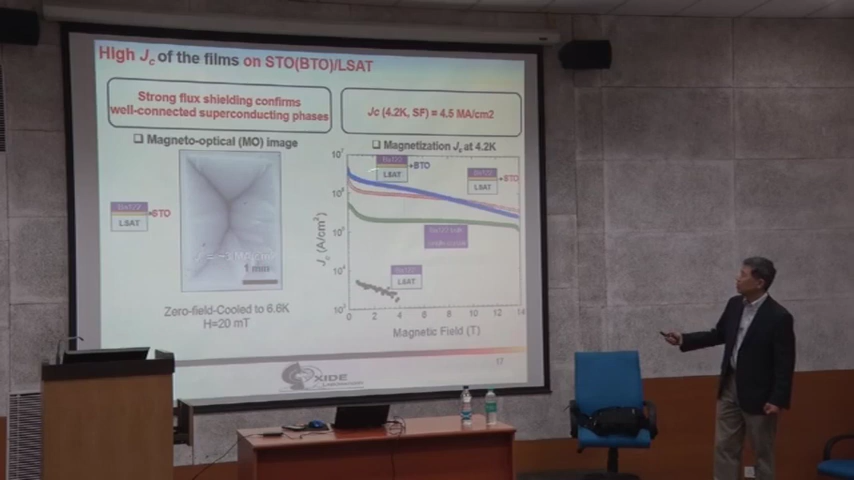 High Jc of the films on STO(BTO)/LSAT
Strong flux shielding confirms
well-connected superconducting phases
Jc (4.2K, SF) = 4.5 MA/cm2
❑ Magneto-optical (MO) image
❑ Magnetization Jc at 4.2K
LSAT
+BTO
LSAT
+STO
STO
LSAT
1 mm
LSAT
Jc (A/cm²)
0 2 4 6 8 10 12 14
Magnetic Field (T)
Zero-field-Cooled to 6.6K
H=20 mT
OXIDE
17